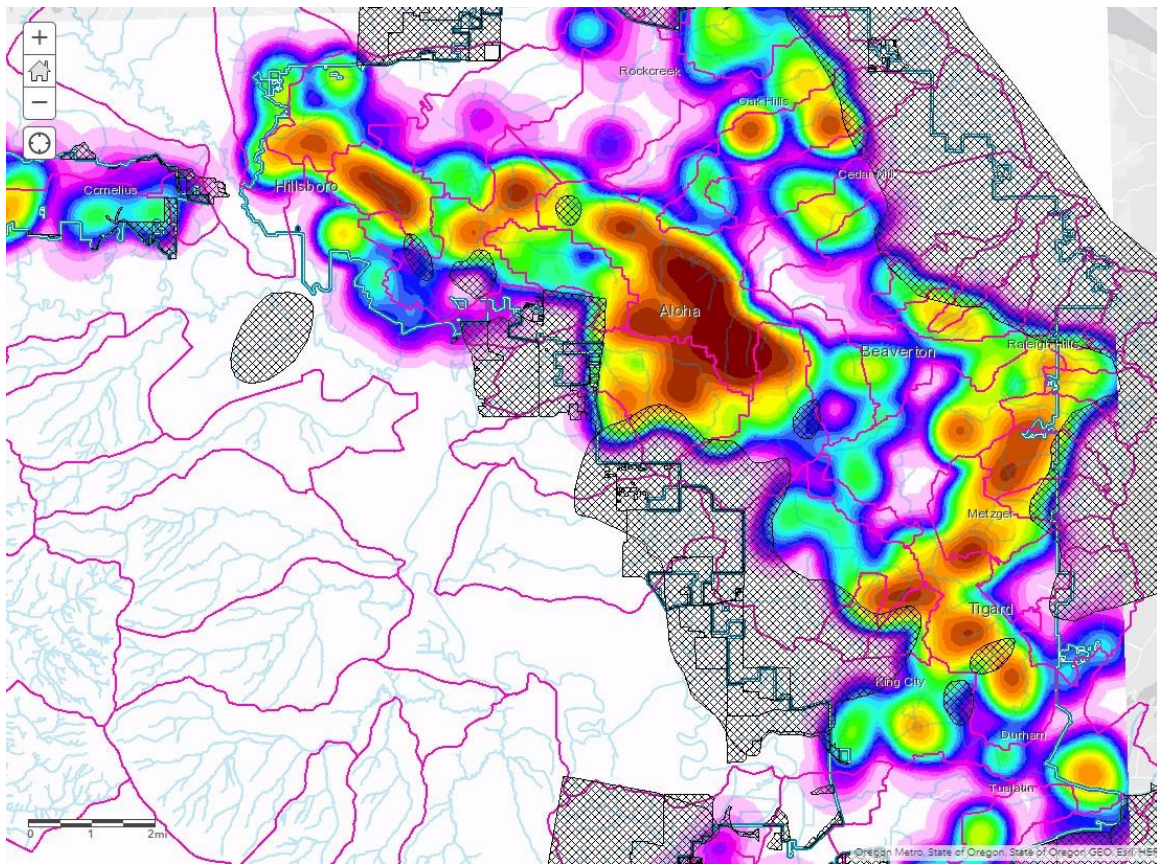 +
−
Rockcreek
Oak Hills
Cedar Mill
Cornelius
Hillsboro
Aloha
Beaverton
Raleigh Hills
Metzger
Tigard
King City
Durham
Tualatin
0 1 2mi
Oregon Metro, State of Oregon, State of Oregon GEO, Esri, HERE